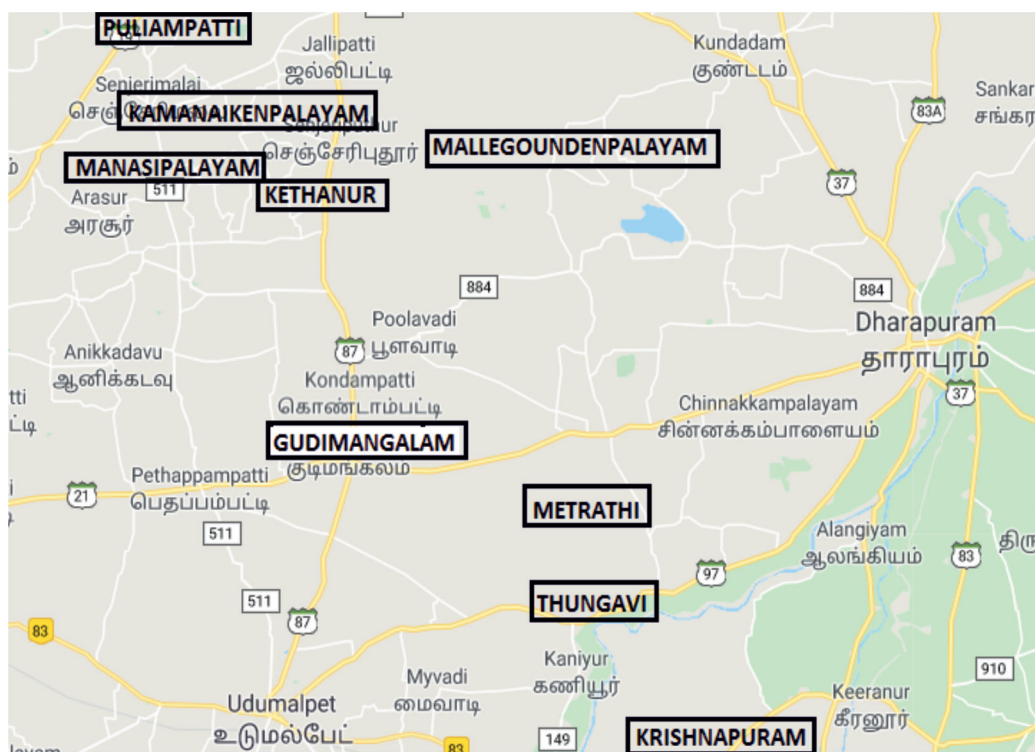 PULIAMPATTI
19
Jallipatti
ஜல்லிபட்டி
Kundadam
குண்டடம்
Senjerimalai
KAMANAIKENPALAYAM
83A
Sankar
சங்கர
செஞ்சேரிபுதூர்
MALLEGOUNDENPALAYAM
ம்
MANASIPALAYAM
511
37
Arasur
அரசூர்
KETHANUR
884
884
Poolavadi
பூளவாடி
Dharapuram
தாராபுரம்
87
Anikkadavu
ஆனிக்கடவு
Kondampatti
கொண்டாம்பட்டி
37
tti
ட்டி
Chinnakkampalayam
சின்னக்கம்பாளையம்
GUDIMANGALAM
குடிமங்கலம்
Pethappampatti
பெதப்பம்பட்டி
21
METRATHI
511
Alangiyam
ஆலங்கியம்
திரு
83
97
511
THUNGAVI
87
83
Kaniyur
கணியூர்
Myvadi
மைவாடி
910
Udumalpet
உடுமல்பேட்
Keeranur
கீரனூர்
KRISHNAPURAM
149
83